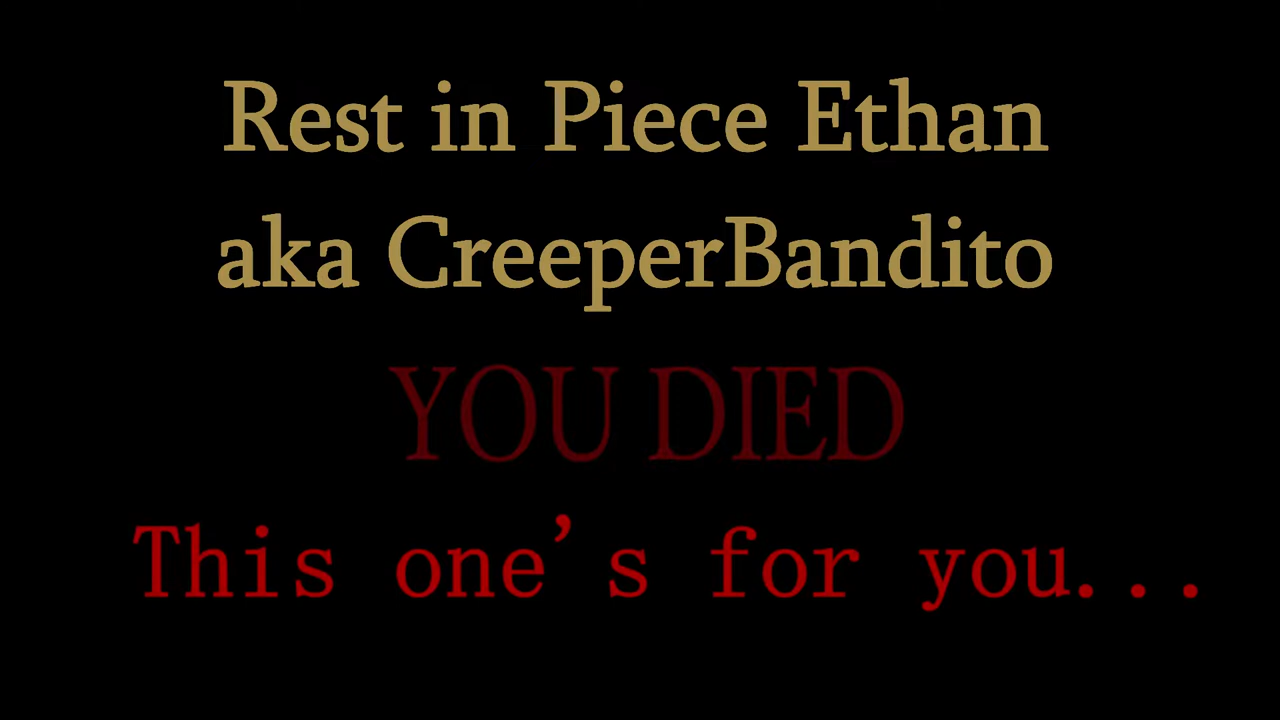 Rest in Piece Ethan
aka CreeperBandito
YOU DIED
This one's for you...